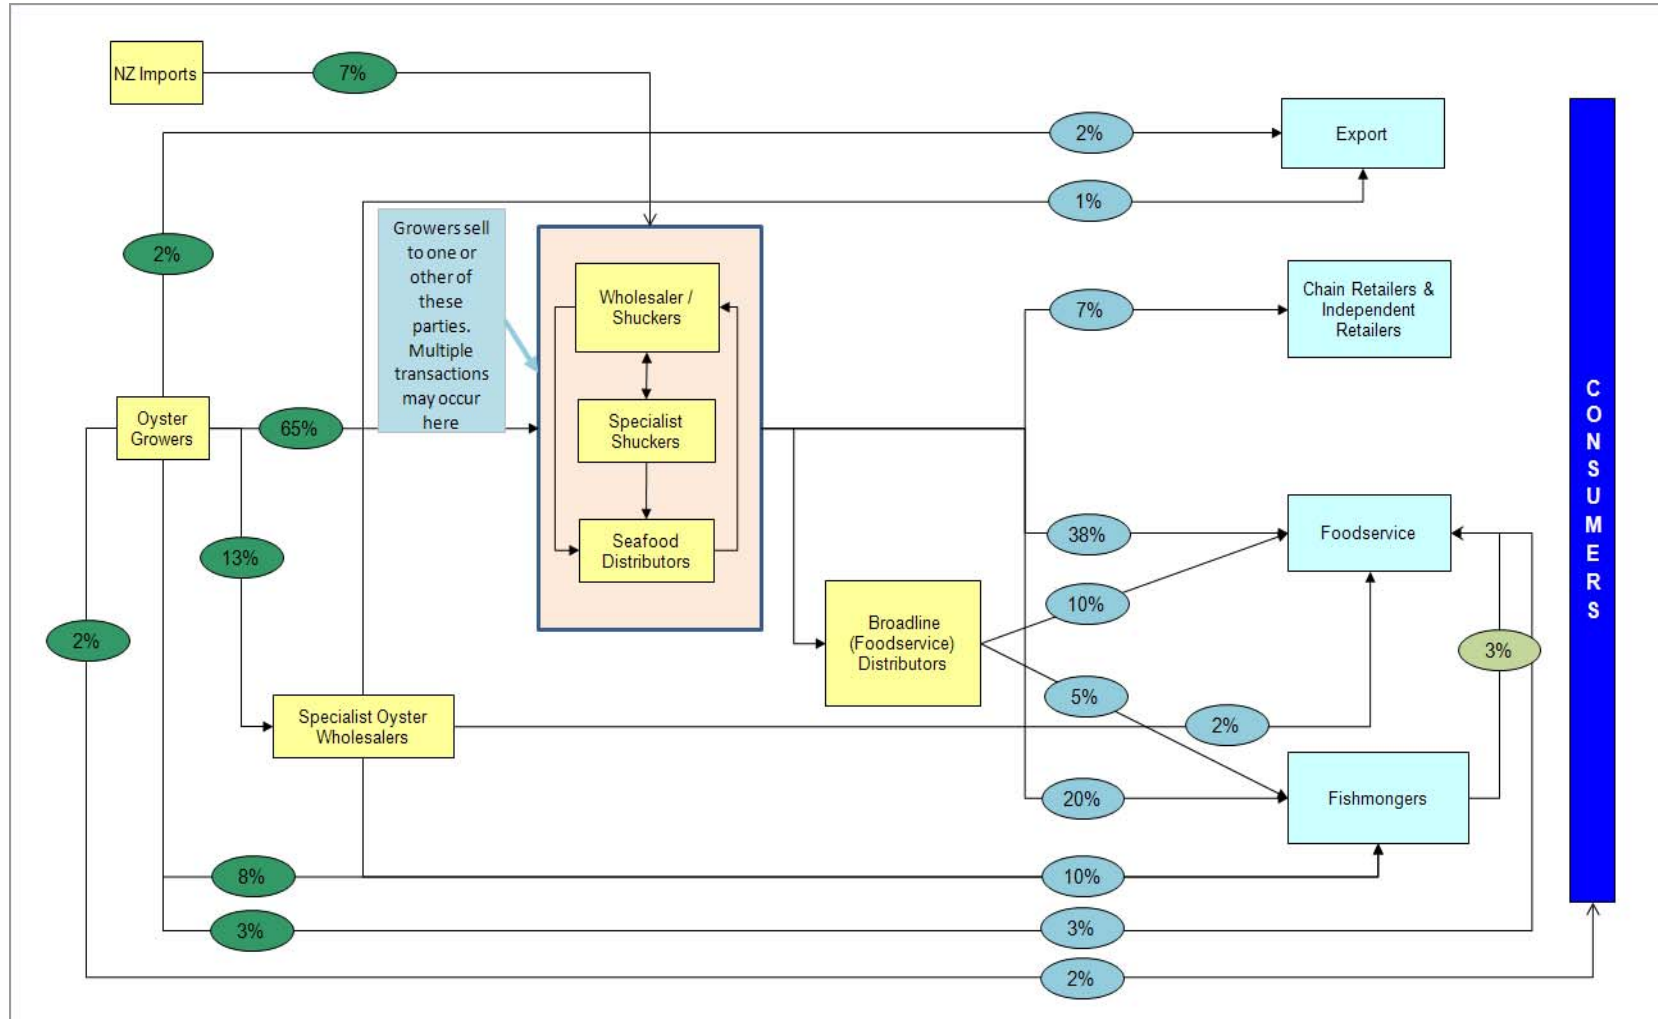 NZ Imports
7%
2%
Export
1%
2%
Growers sell
to one or
other of
these
parties.
Multiple
transactions
may occur
here
Wholesaler /
Shuckers
Specialist
Shuckers
Seafood
Distributors
7%
Chain Retailers &
Independent
Retailers
Oyster
Growers
65%
13%
2%
38%
Foodservice
10%
Broadline
(Foodservice)
Distributors
5%
3%
Specialist Oyster
Wholesalers
2%
20%
Fishmongers
8%
10%
3%
3%
2%
C
O
N
S
U
M
E
R
S